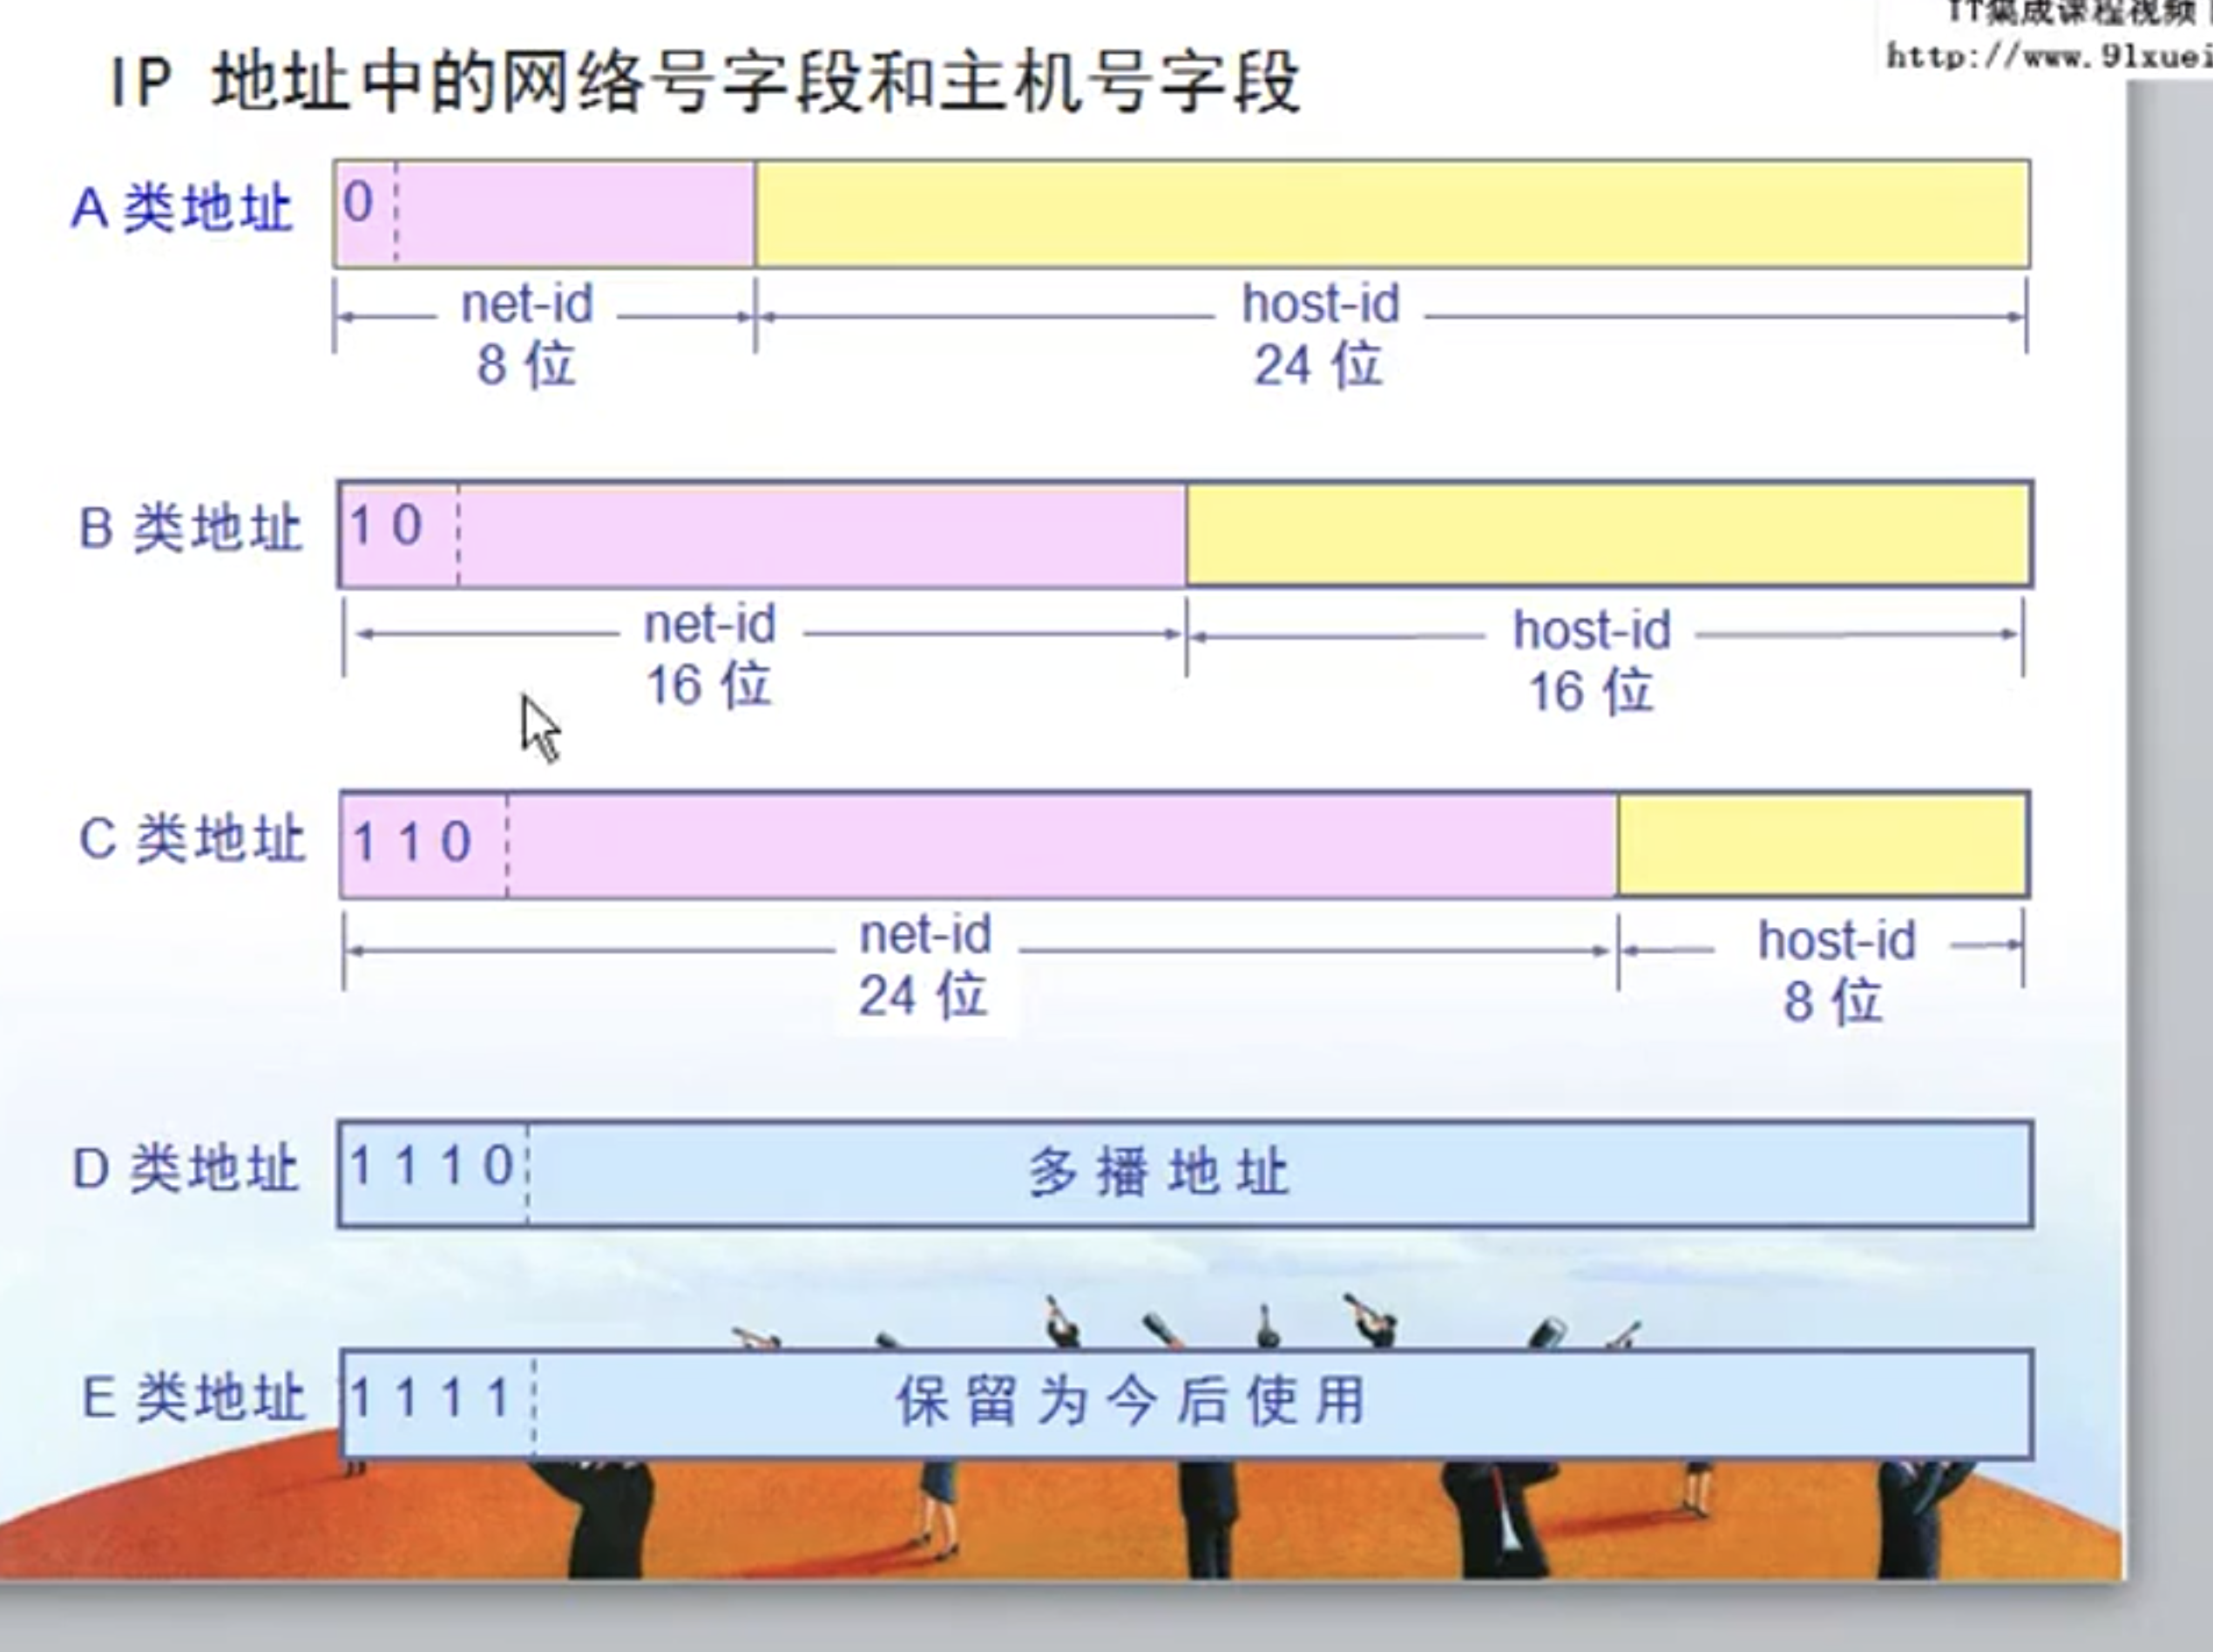 IT集成课程视频
http://www.91xuei
IP 地址中的网络号字段和主机号字段
A 类地址
0
net-id
8 位
host-id
24 位
B 类地址
1 0
net-id
16 位
host-id
16 位
C 类地址
1 1 0
net-id
24 位
host-id
8 位
D 类地址
1 1 1 0
多播地址
E 类地址
1 1 1 1
保留为今后使用